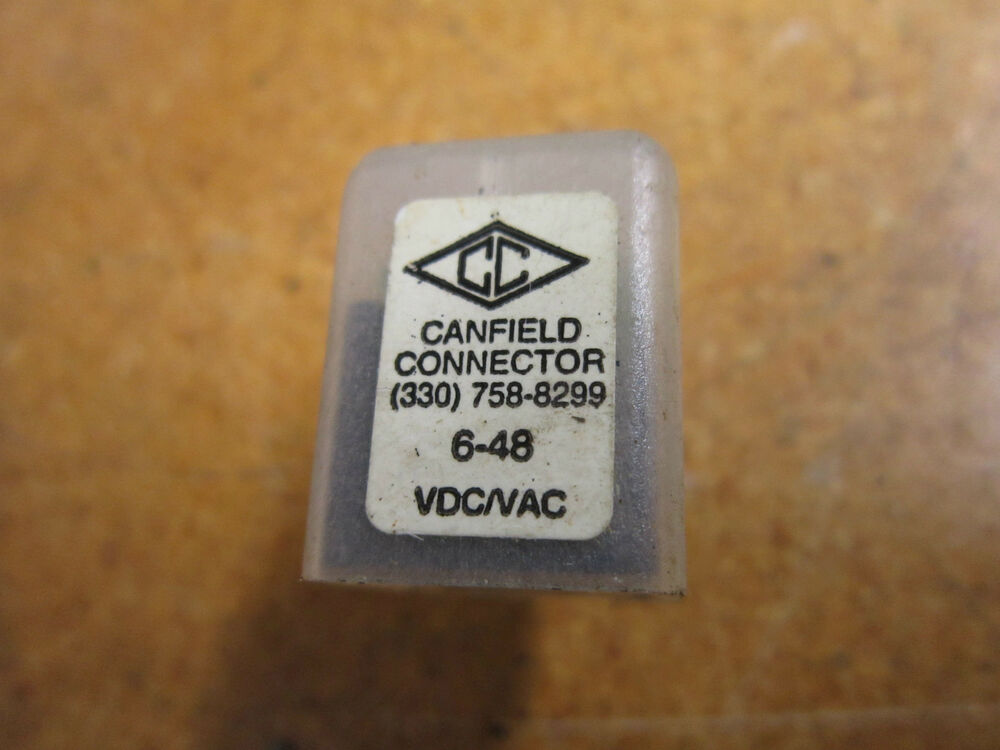 CC
CANFIELD
CONNECTOR
(330) 758-8299
6-48
VDC/VAC